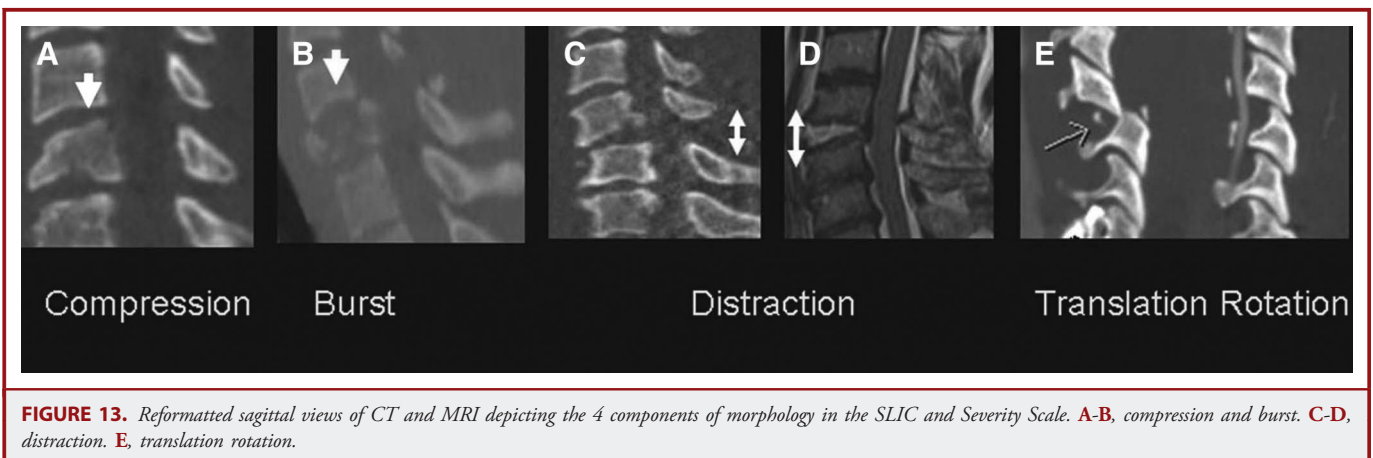 A B C D E
Compression Burst Distraction Translation Rotation
FIGURE 13. Reformatted sagittal views of CT and MRI depicting the 4 components of morphology in the SLIC and Severity Scale. A-B, compression and burst. C-D,
distraction. E, translation rotation.